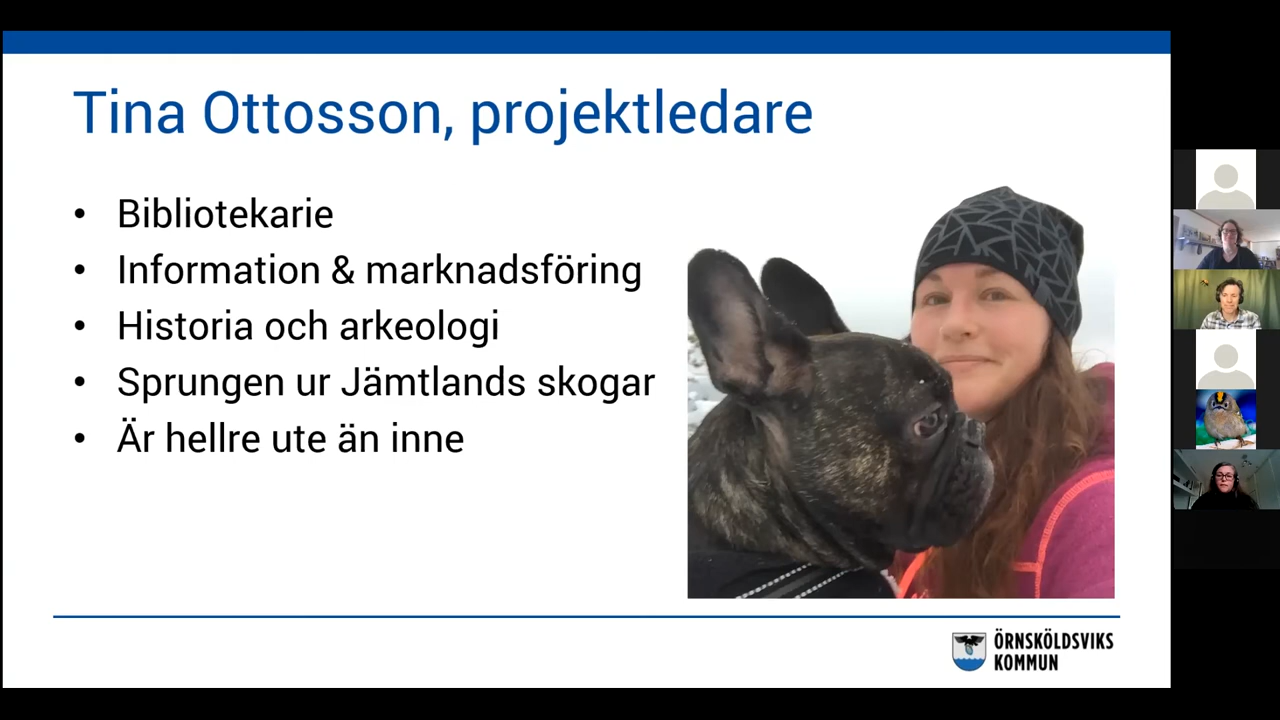 Tina Ottosson, projektledare
• Bibliotekarie
• Information & marknadsföring
• Historia och arkeologi
• Sprungen ur Jämtlands skogar
• Är hellre ute än inne
ÖRNSKÖLDSVIKS
KOMMUN